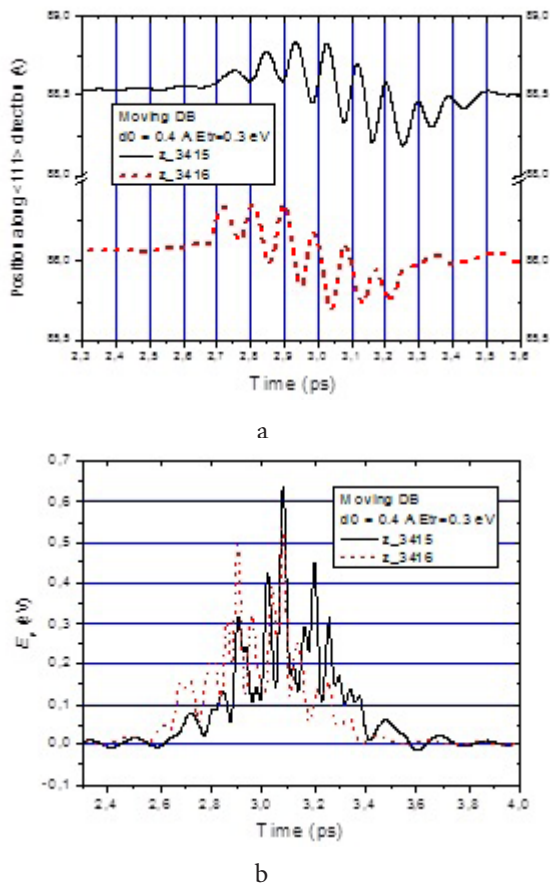 59,0
58,5
58,0
56,0
55,5
Position along <111> direction (A)
Moving DB
d0 = 0.4 A Etr=0.3 eV
z_3415
z_3416
59,0
58,5
58,0
56,0
55,5
2,3 2,4 2,5 2,6 2,7 2,8 2,9 3,0 3,1 3,2 3,3 3,4 3,5 3,6
Time (ps)
a
0,7
0,6
0,5
0,4
0,3
0,2
0,1
0,0
-0,1
(eV)
Moving DB
d0 = 0.4 A Etr=0.3 eV
z_3415
z_3416
2,4 2,6 2,8 3,0 3,2 3,4 3,6 3,8 4,0
Time (ps)
b